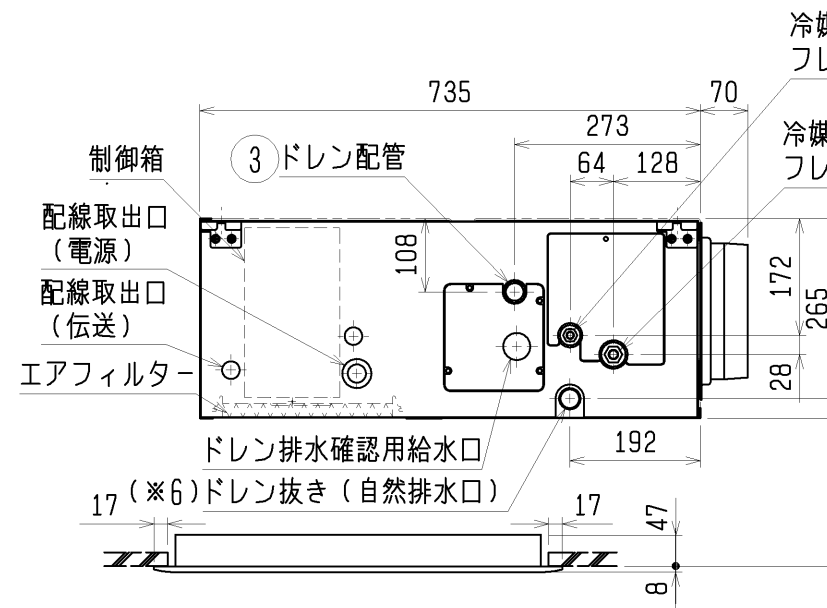 冷媒
フレ
735
70
273
冷媒
フレ
制御箱
③ドレン配管
64
128
配線取出口
（電源）
108
172
265
配線取出口
（伝送）
エアフィルター
28
ドレン排水確認用給水口
192
(※6)ドレン抜き（自然排水口）
17
17
47
8